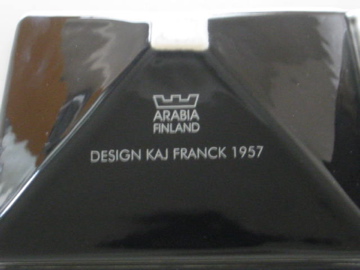 ARABIA
FINLAND
DESIGN KAJ FRANCK 1957